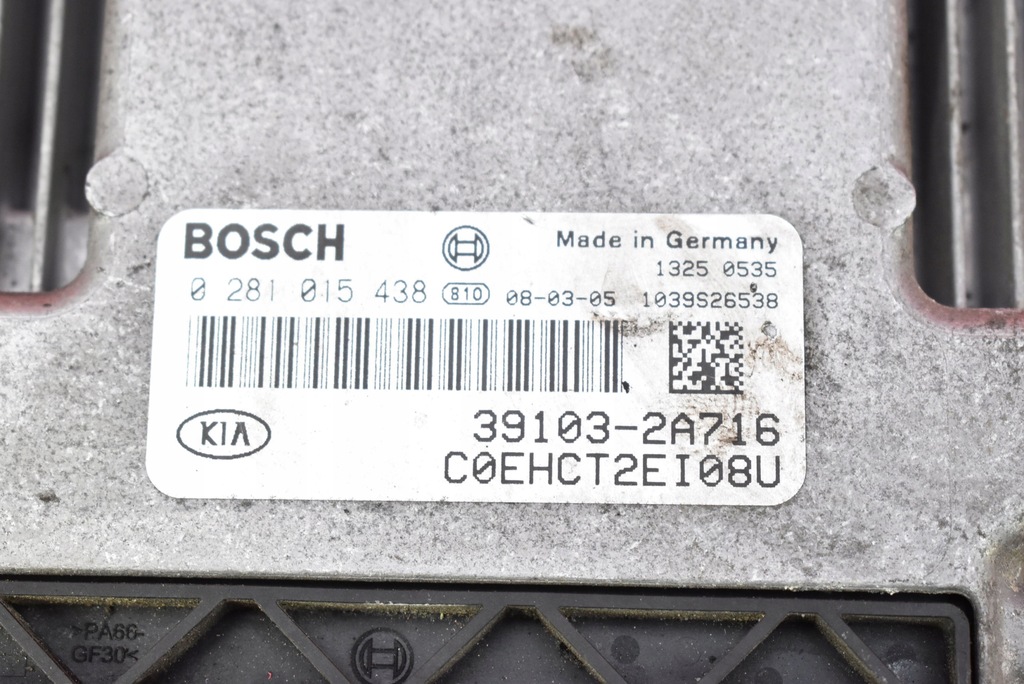 BOSCH
Made in Germany
1325 0535
0 281 015 438 810 08-03-05 1039S26538
KIA
39103-2A716
C0EHCT2EI08U
>PA66-
GF30<